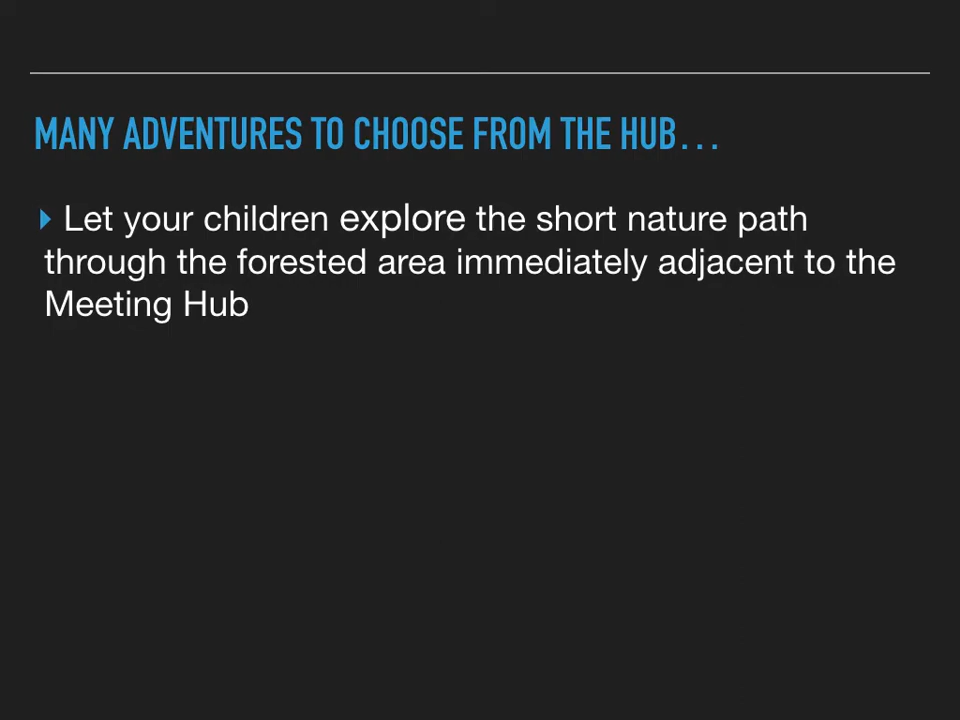 MANY ADVENTURES TO CHOOSE FROM THE HUB...
Let your children explore the short nature path
through the forested area immediately adjacent to the
Meeting Hub